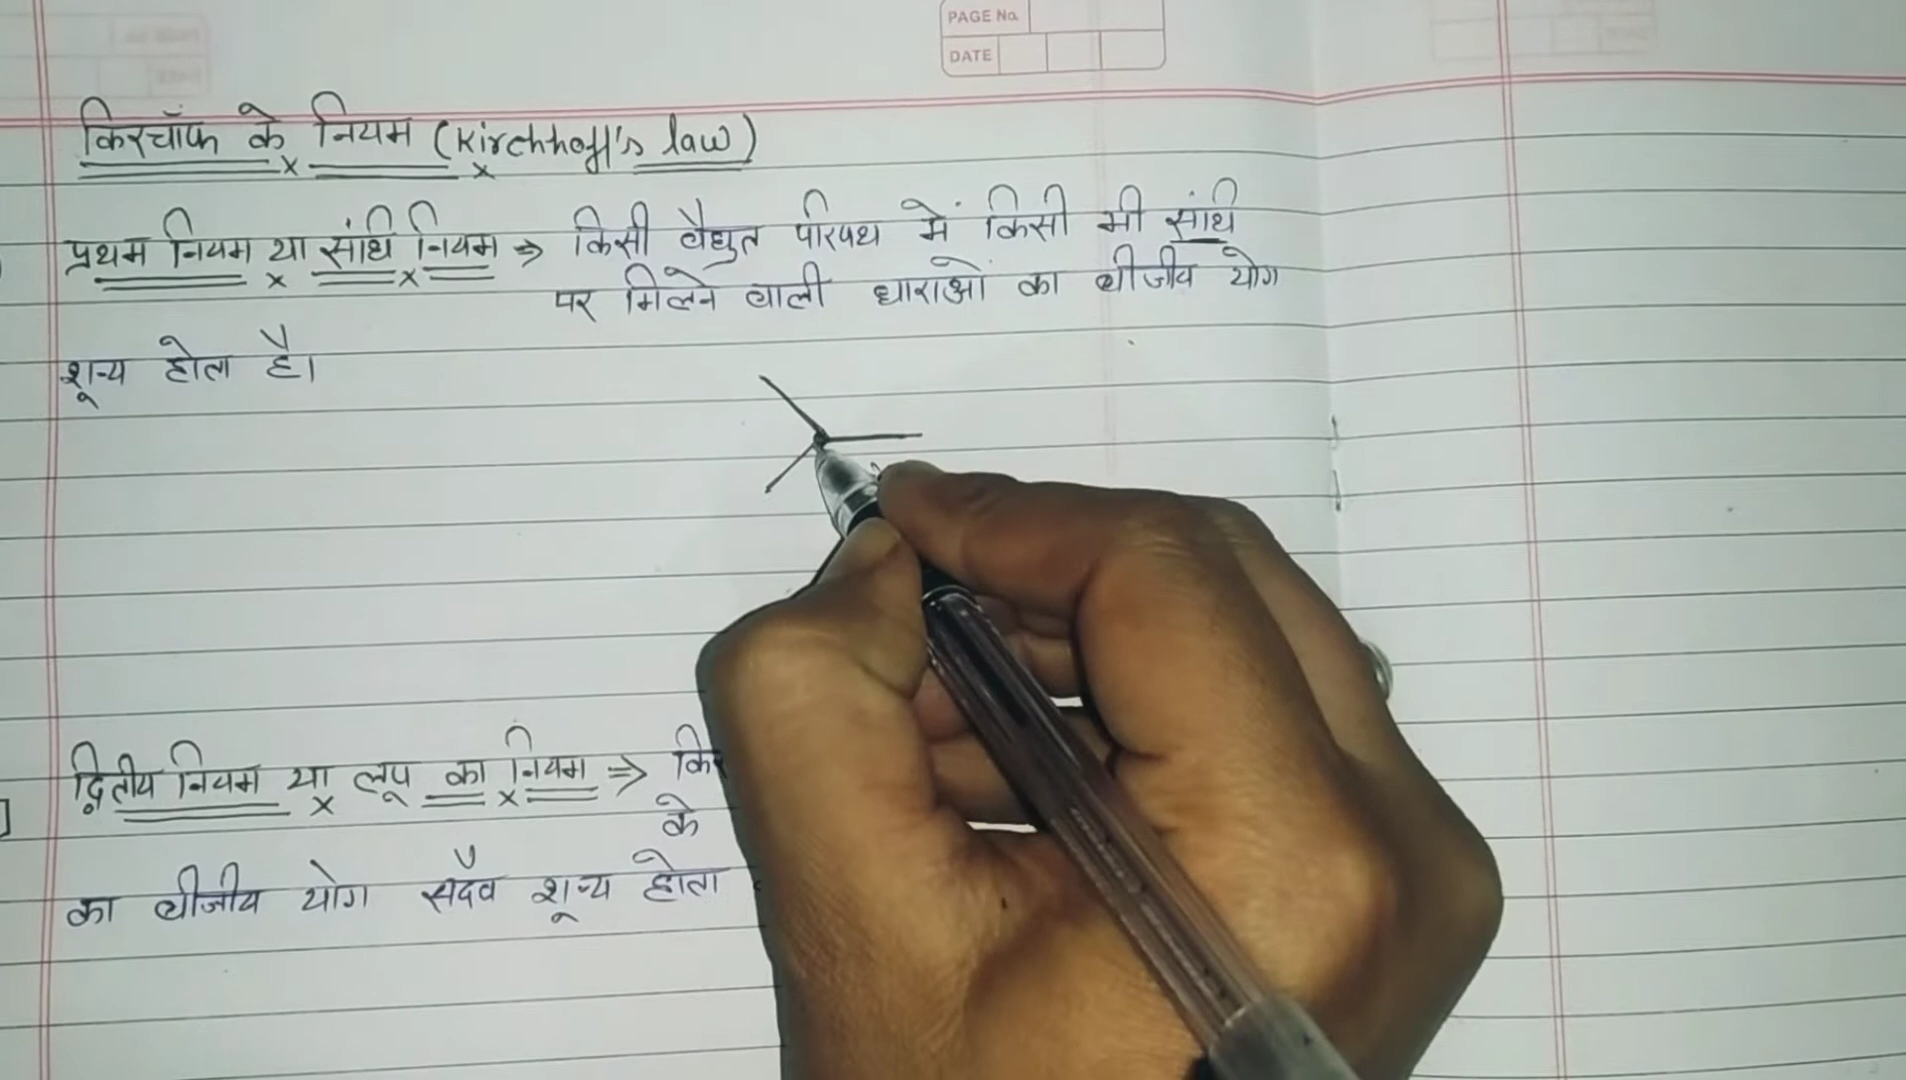 PAGE No.
DATE
किरचॉफ के नियम (Kirchhoff's law)
प्रथम नियम या संधि नियम ⇒ किसी वैद्युत परिपथ में किसी भी संधि
पर मिलने वाली धाराओं का बीजीय योग
शून्य होता है।
द्वितीय नियम या लूप का नियम ⇒
के
का बीजीय योग सदैव शून्य होता